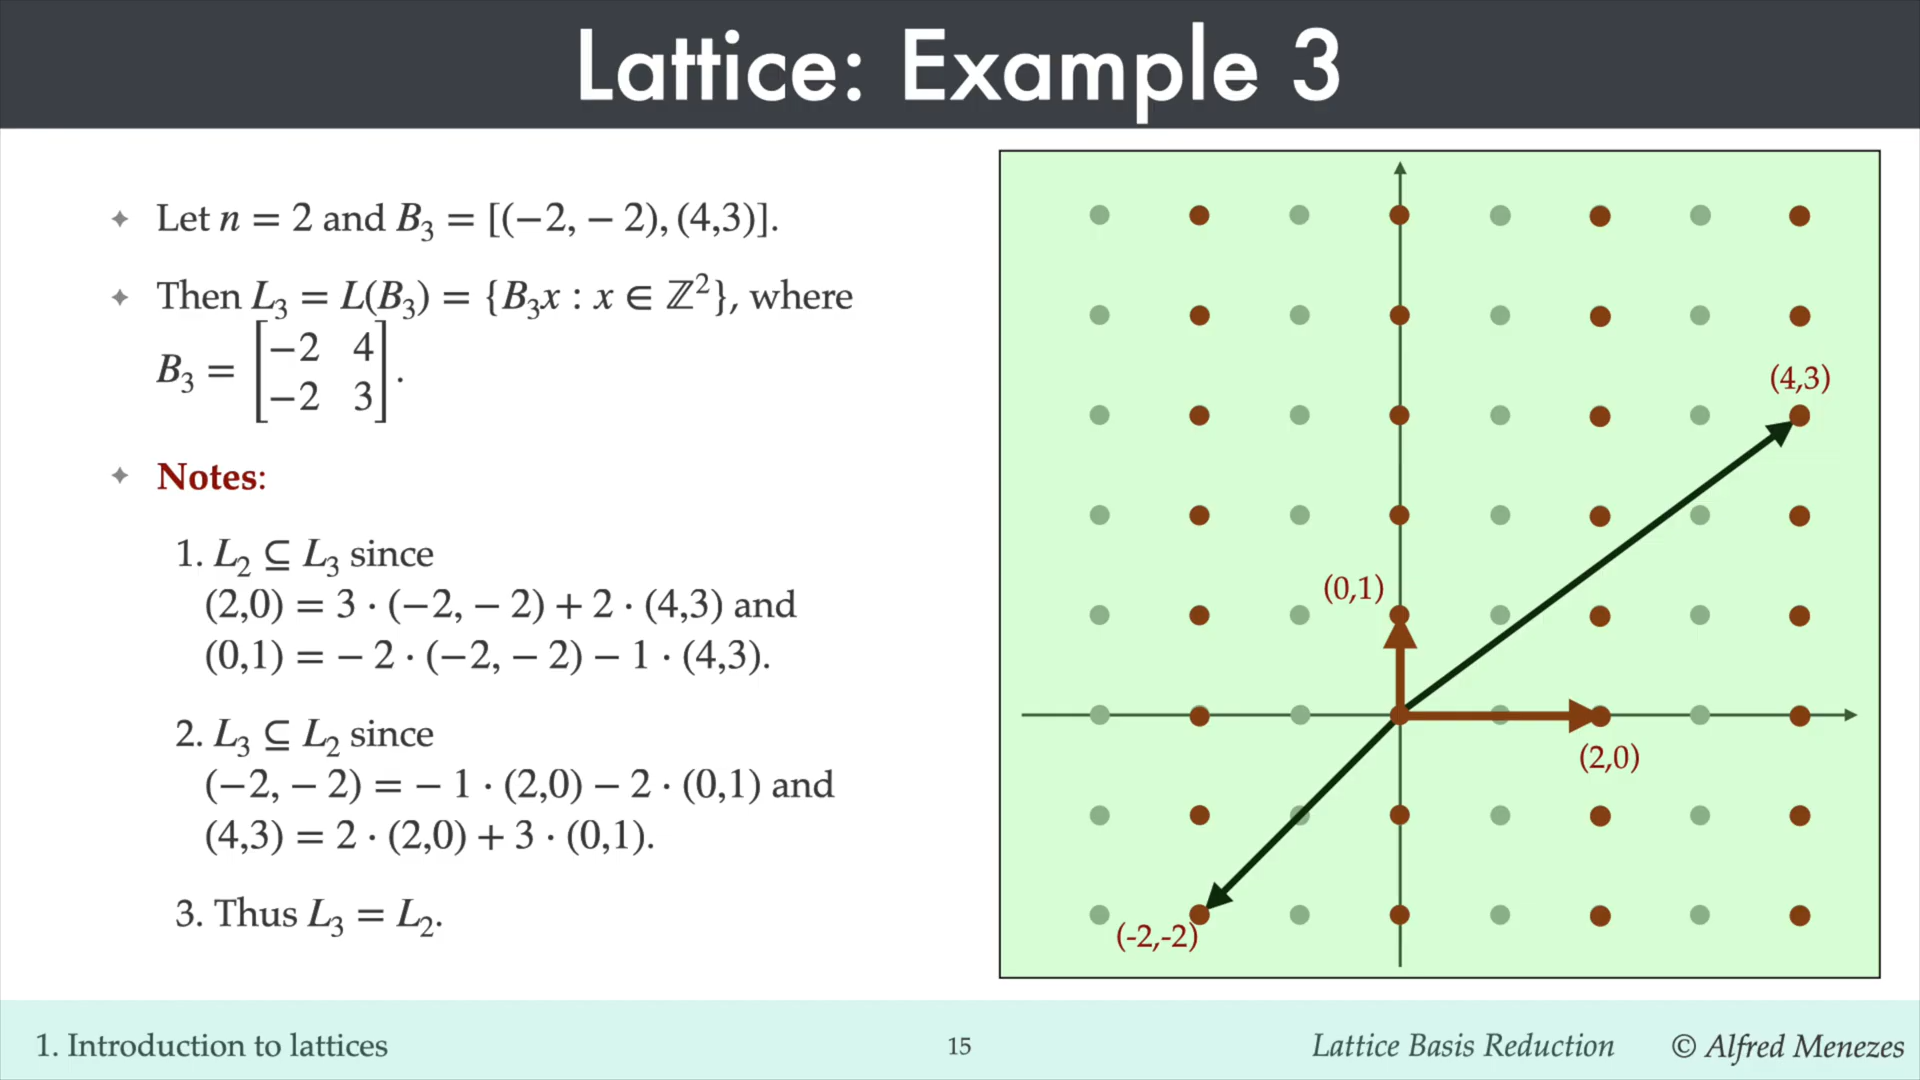 Lattice: Example 3
Let n = 2 and B₃ = [(−2, − 2), (4,3)].
Then L₃ = L(B₃) = {B₃x : x ∈ ℤ²}, where
B₃ = [−2 4
−2 3].
Notes:
1. L₂ ⊆ L₃ since
(2,0) = 3 · (−2, − 2) + 2 · (4,3) and
(0,1) = − 2 · (−2, − 2) − 1 · (4,3).
2. L₃ ⊆ L₂ since
(−2, − 2) = − 1 · (2,0) − 2 · (0,1) and
(4,3) = 2 · (2,0) + 3 · (0,1).
3. Thus L₃ = L₂.
(4,3)
(0,1)
(2,0)
(-2,-2)
1. Introduction to lattices
15
Lattice Basis Reduction
© Alfred Menezes